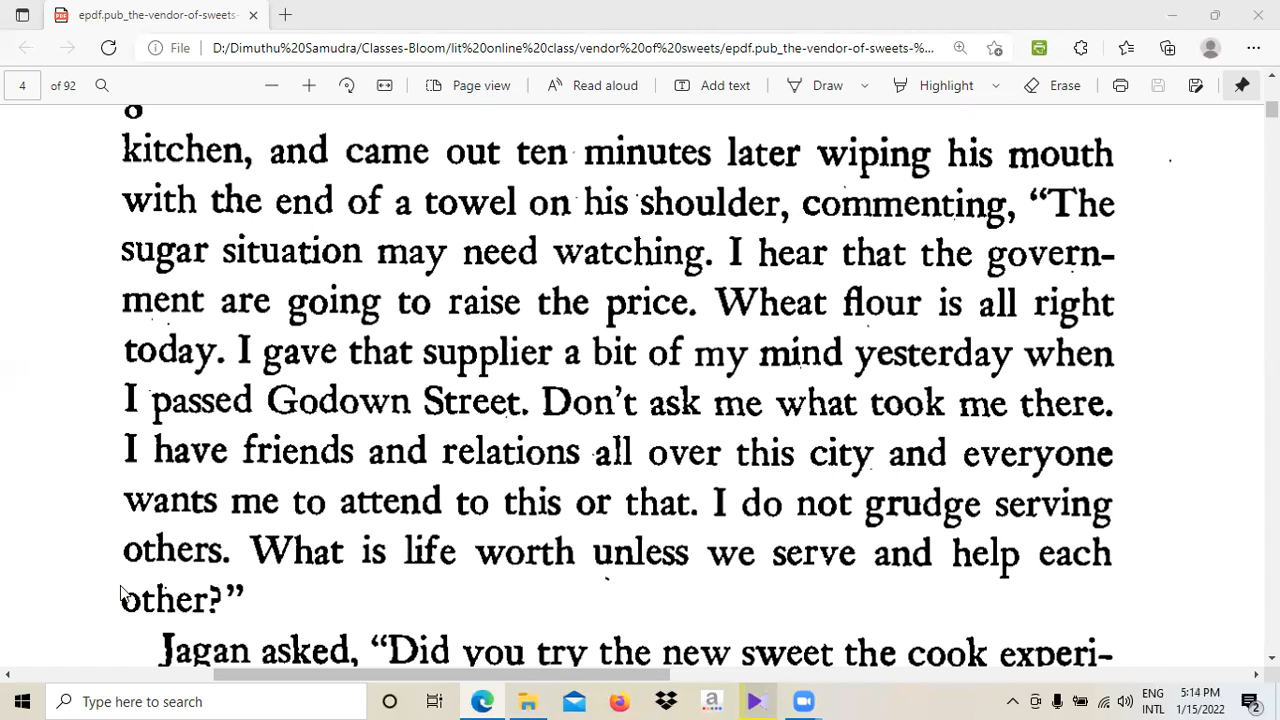 epdf.pub_the-vendor-of-sweets-
File D:/Dimuthu%20Samudra/Classes-Bloom/lit%20online%20class/vendor%20of%20sweets/epdf.pub_the-vendor-of-sweets-%...
4 of 92 Page view Read aloud Add text Draw Highlight Erase
8
kitchen, and came out ten minutes later wiping his mouth
with the end of a towel on his shoulder, commenting, “The
sugar situation may need watching. I hear that the govern-
ment are going to raise the price. Wheat flour is all right
today. I gave that supplier a bit of my mind yesterday when
I passed Godown Street. Don't ask me what took me there.
I have friends and relations all over this city and everyone
wants me to attend to this or that. I do not grudge serving
others. What is life worth unless we serve and help each
other?”
Jagan asked, “Did you try the new sweet the cook experi-
Type here to search
ENG 5:14 PM
INTL 1/15/2022 2